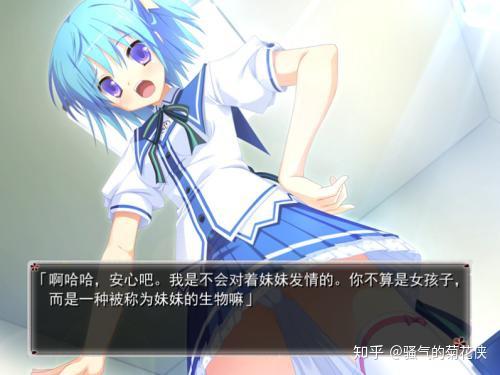 「啊哈哈，安心吧。我是不会对着妹妹发情的。你不算是女孩子，
而是一种被称为妹妹的生物嘛」
知乎 @骚气的菊花侠